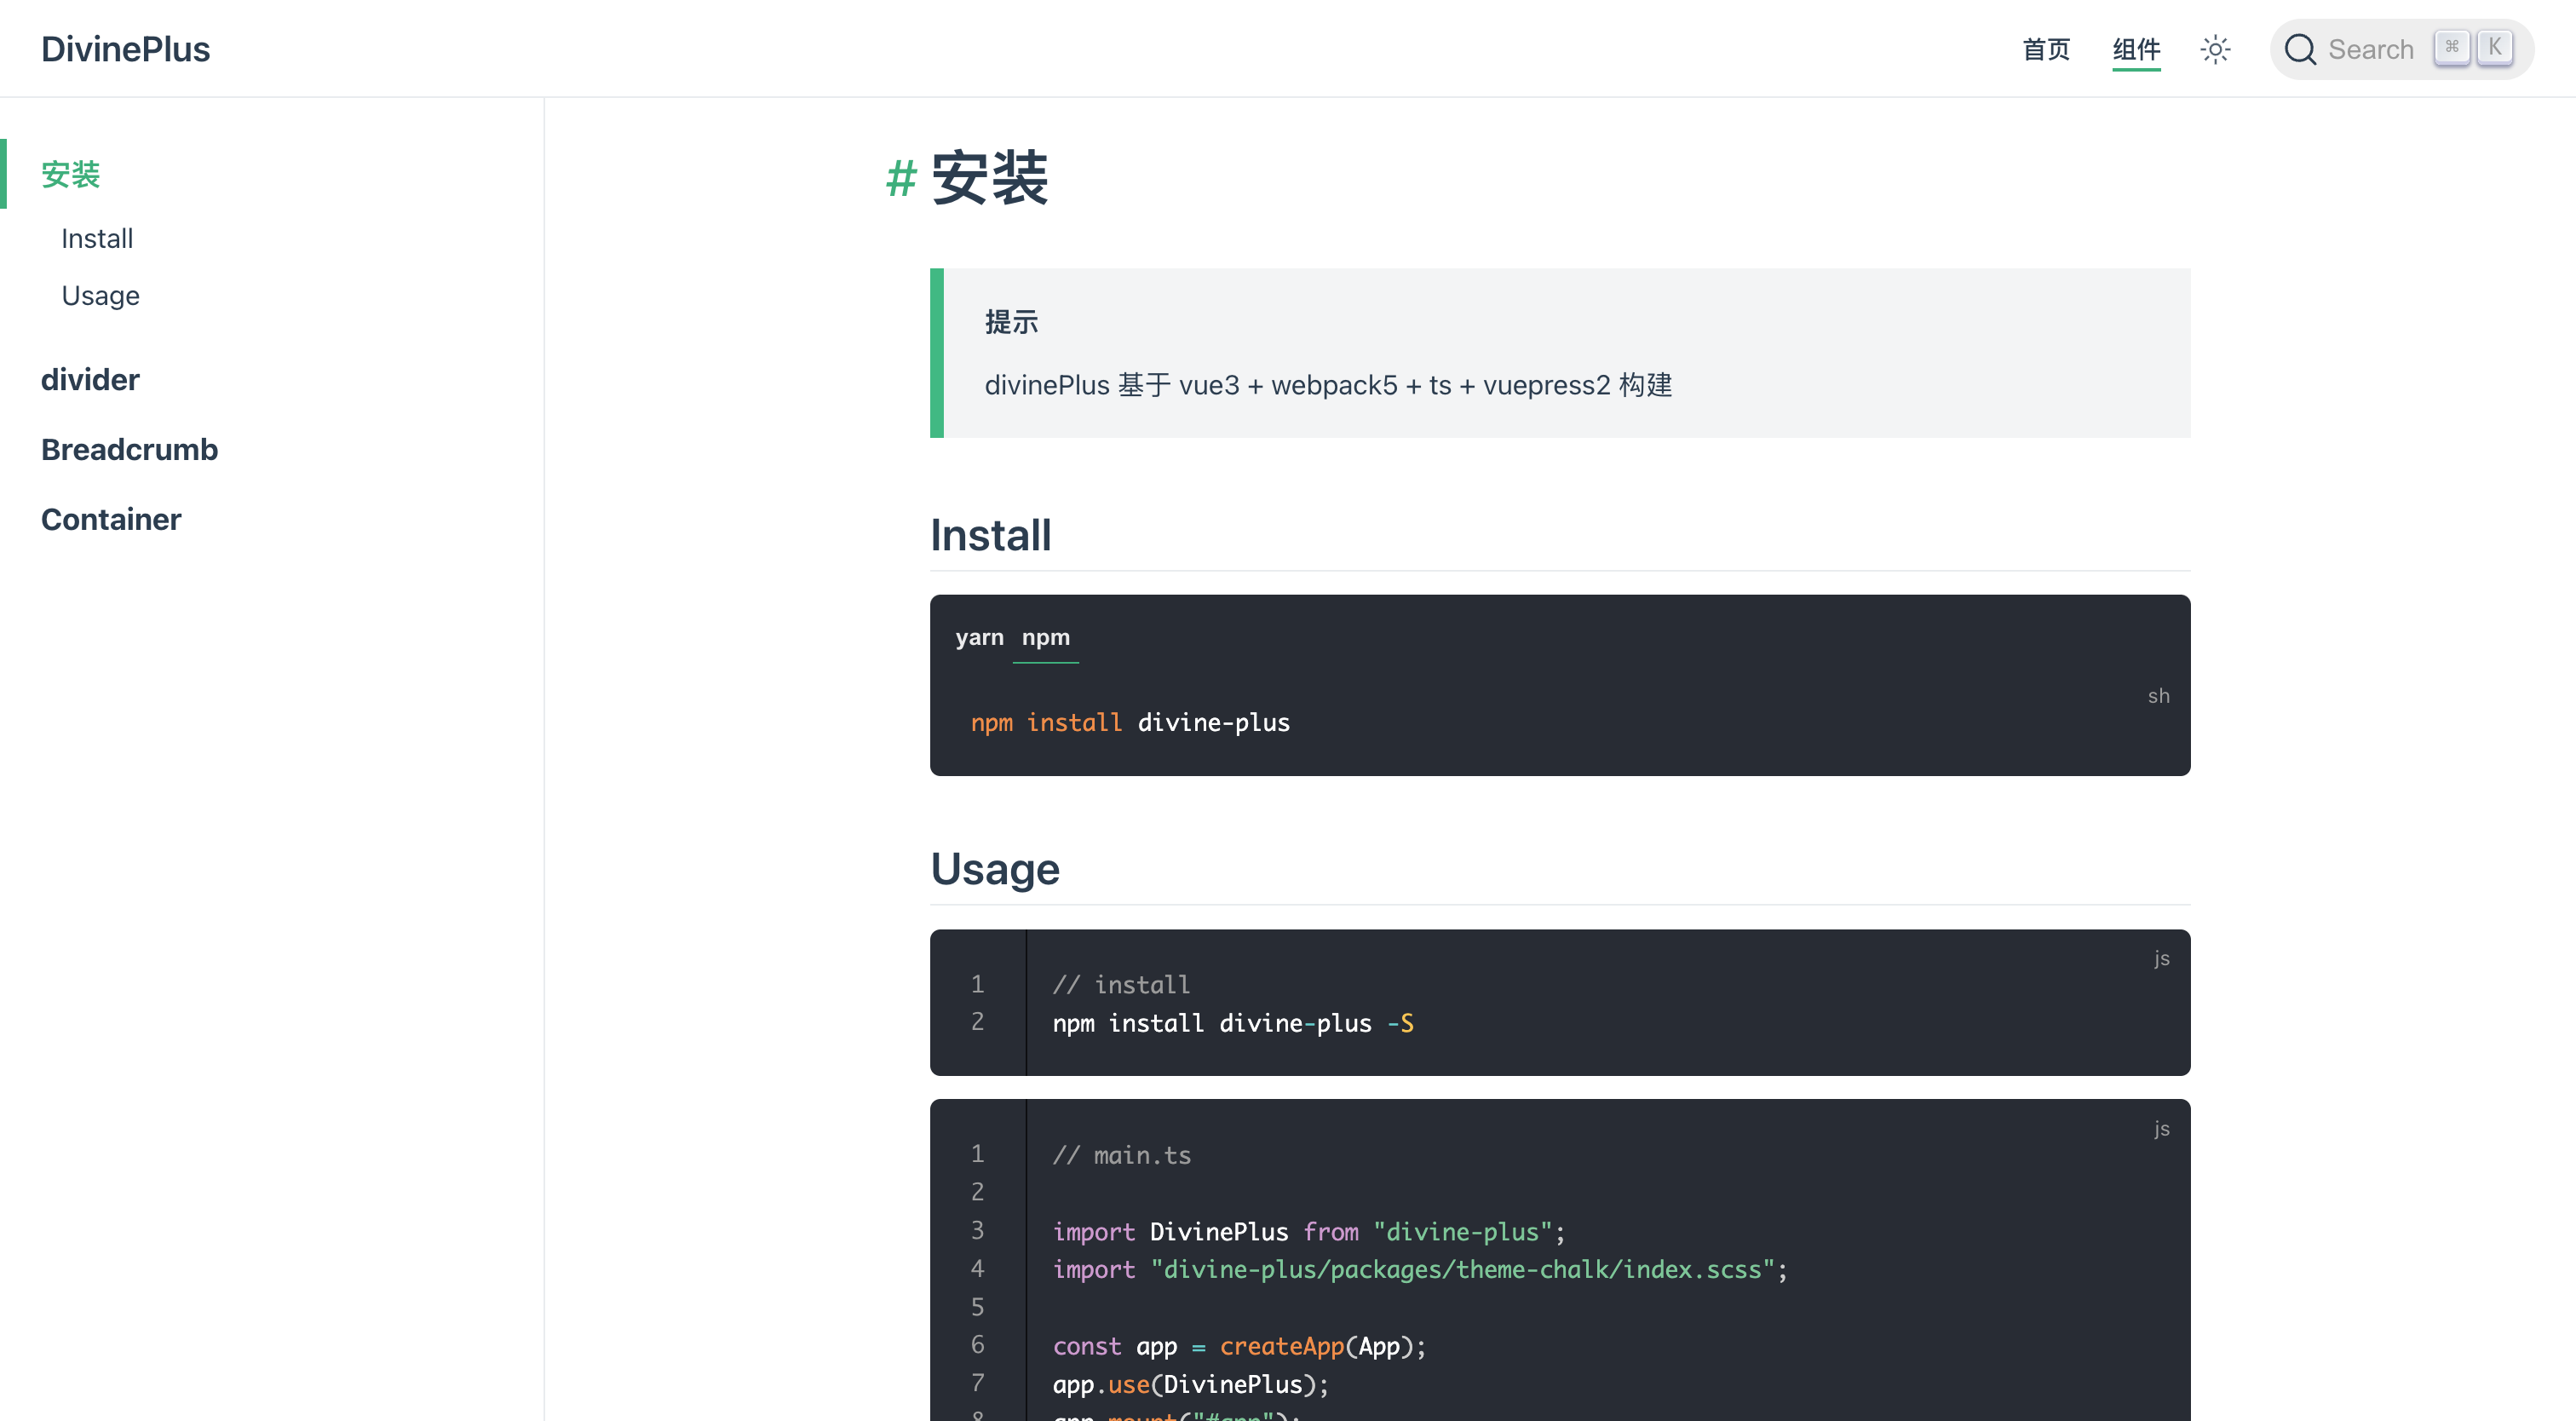 DivinePlus
首页 组件 Search ⌘ K
安装
Install
Usage
divider
Breadcrumb
Container
# 安装
提示
divinePlus 基于 vue3 + webpack5 + ts + vuepress2 构建
Install
yarn npm
sh
npm install divine-plus
Usage
js
1 // install
2 npm install divine-plus -S
js
1 // main.ts
2
3 import DivinePlus from "divine-plus";
4 import "divine-plus/packages/theme-chalk/index.scss";
5
6 const app = createApp(App);
7 app.use(DivinePlus);
8 app.mount("#app");